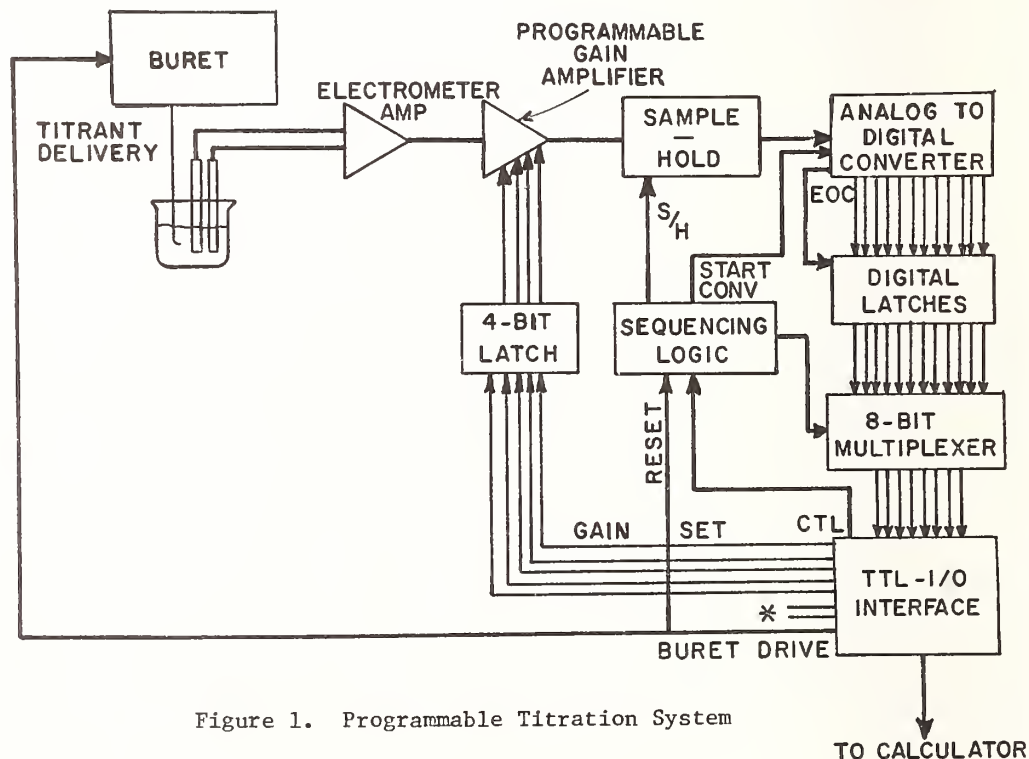 BURET
PROGRAMMABLE
GAIN
AMPLIFIER
ELECTROMETER
AMP
TITRANT
DELIVERY
SAMPLE
—
HOLD
ANALOG TO
DIGITAL
CONVERTER
EOC
S/H
START
CONV
DIGITAL
LATCHES
4-BIT
LATCH
SEQUENCING
LOGIC
8-BIT
MULTIPLEXER
RESET
GAIN SET
CTL
TTL-I/O
INTERFACE
*
BURET DRIVE
Figure 1. Programmable Titration System
TO CALCULATOR